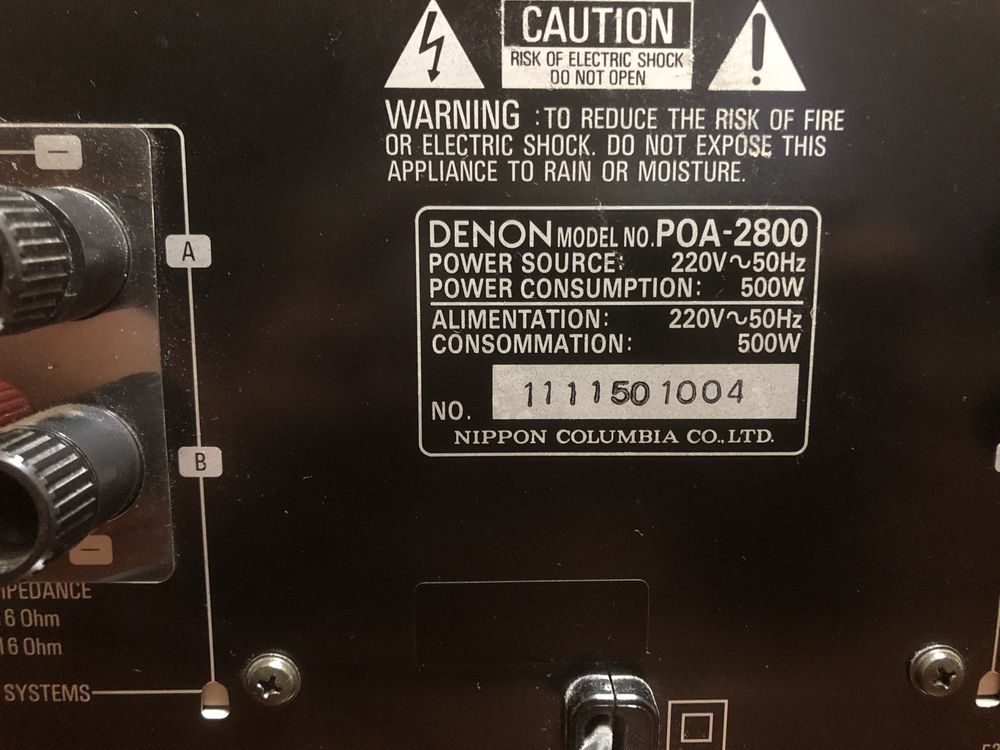 CAUTION
RISK OF ELECTRIC SHOCK
DO NOT OPEN
WARNING : TO REDUCE THE RISK OF FIRE
OR ELECTRIC SHOCK. DO NOT EXPOSE THIS
APPLIANCE TO RAIN OR MOISTURE.
DENON MODEL NO. POA-2800
POWER SOURCE: 220V~50Hz
POWER CONSUMPTION: 500W
ALIMENTATION: 220V~50Hz
CONSOMMATION: 500W
NO. 1111501004
NIPPON COLUMBIA CO., LTD.
A
B
6 Ohm
16 Ohm
SYSTEMS